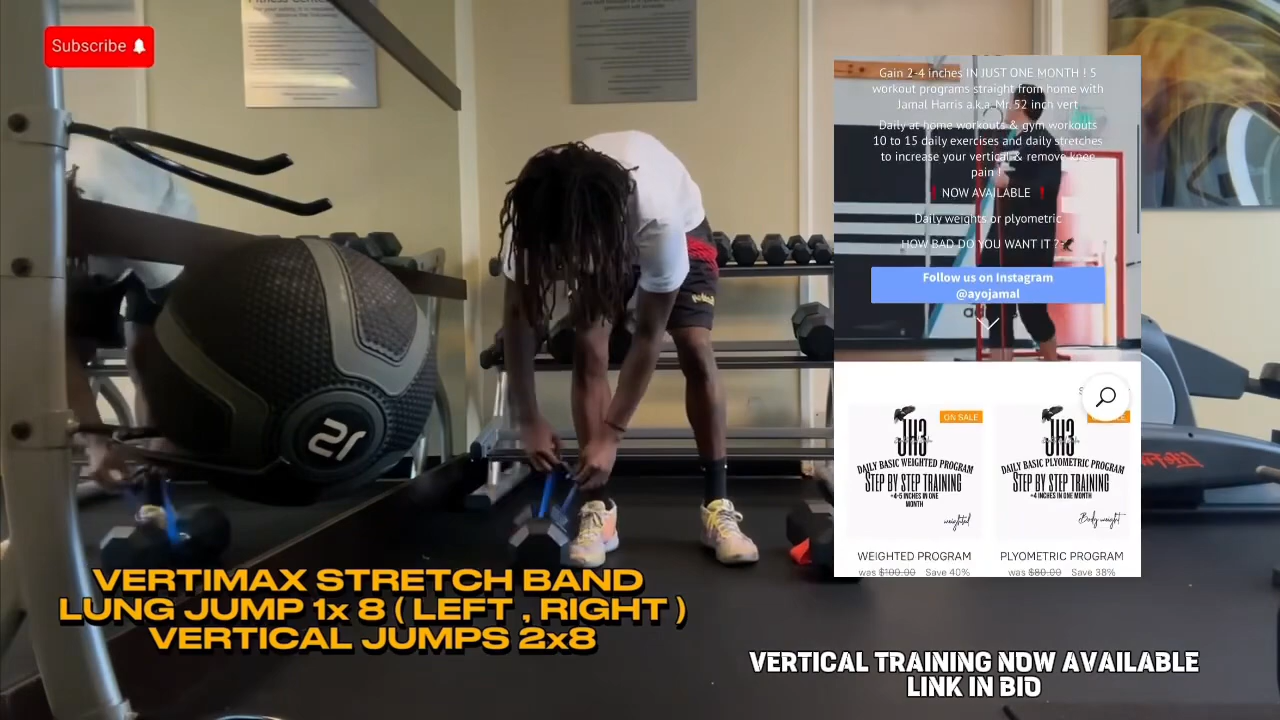 Subscribe
Fitness Center
Gain 2-4 inches IN JUST ONE MONTH ! 5
workout programs straight from home with
Jamal Harris a.k.a Mr. 52 inch vert
Daily at home workouts & gym workouts
10 to 15 daily exercises and daily stretches
to increase your vertical & remove knee
pain !
NOW AVAILABLE
Daily weights or plyometric
HOW BAD DO YOU WANT IT ?
Follow us on Instagram
@ayojamal
ON SALE
DAILY BASIC WEIGHTED PROGRAM
STEP BY STEP TRAINING
+4-5 INCHES IN ONE
MONTH
weighted
DAILY BASIC PLYOMETRIC PROGRAM
STEP BY STEP TRAINING
+4 INCHES IN ONE MONTH
Body weight
WEIGHTED PROGRAM
was $100.00 Save 40%
PLYOMETRIC PROGRAM
was $80.00 Save 38%
VERTIMAX STRETCH BAND
LUNG JUMP 1x 8 ( LEFT , RIGHT )
VERTICAL JUMPS 2x8
VERTICAL TRAINING NOW AVAILABLE
LINK IN BIO